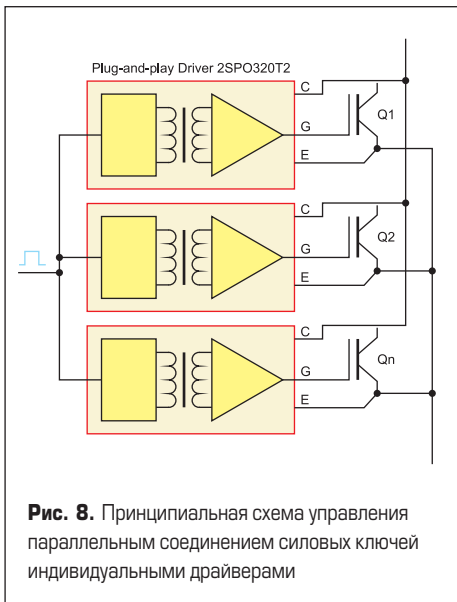 Plug-and-play Driver 2SPO320T2
C
G
E
Q1
C
G
E
Q2
C
G
E
Qn
Рис. 8. Принципиальная схема управления
параллельным соединением силовых ключей
индивидуальными драйверами